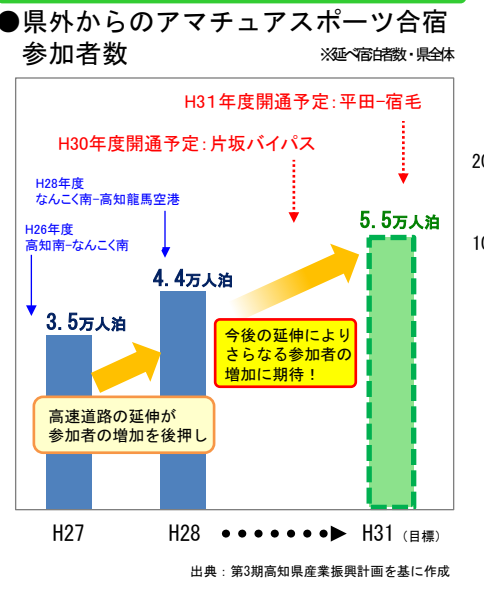 ●県外からのアマチュアスポーツ合宿
参加者数
※延べ宿泊者数・県全体
H31年度開通予定:平田-宿毛
H30年度開通予定:片坂バイパス
H28年度
なんこく南-高知龍馬空港
H26年度
高知南-なんこく南
5.5万人泊
4.4万人泊
3.5万人泊
今後の延伸により
さらなる参加者の
増加に期待！
高速道路の延伸が
参加者の増加を後押し
H27 H28 ●●●●●●●▶ H31（目標）
出典：第3期高知県産業振興計画を基に作成